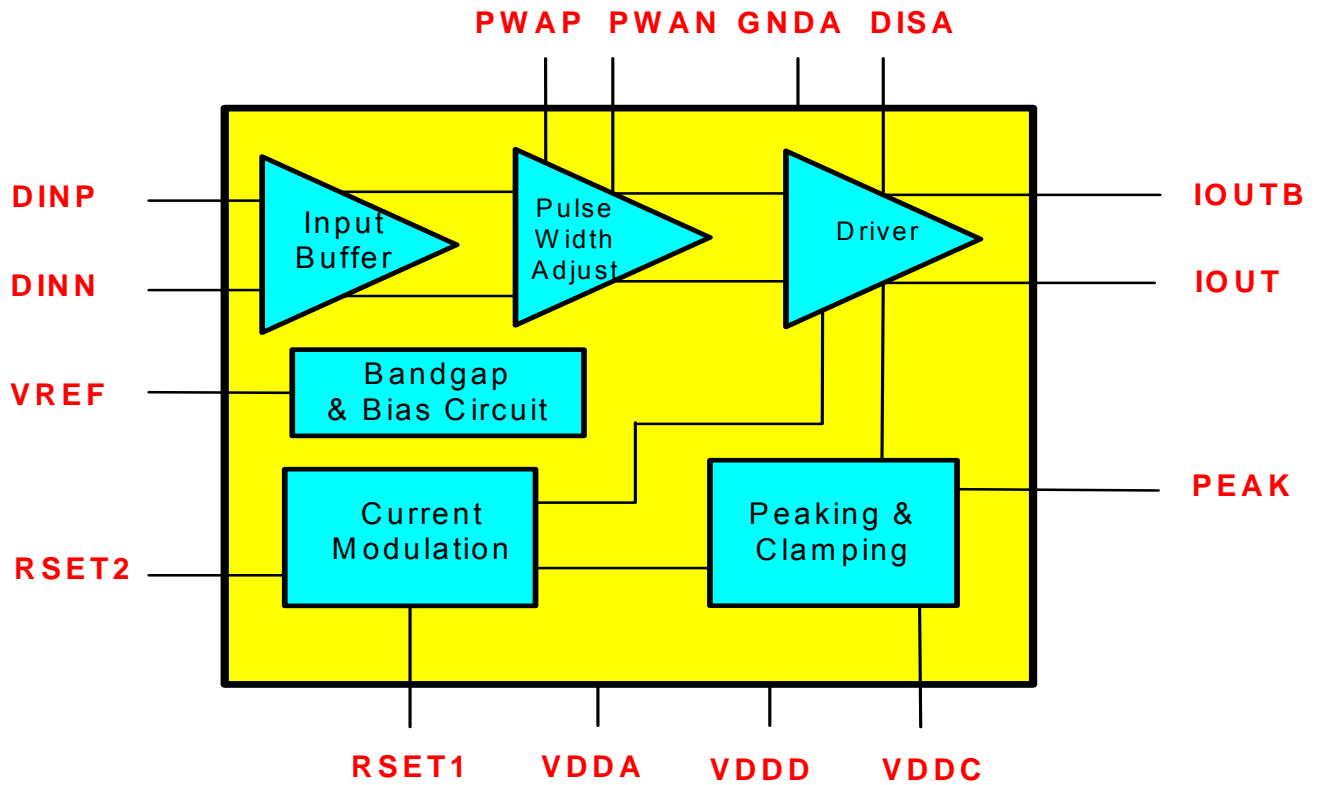 PWAP PWAN GNDA DISA
DINP
Input
Buffer
Pulse
Width
Adjust
Driver
IOUTB
DINN
IOUT
VREF
Bandgap
& Bias Circuit
Current
Modulation
Peaking &
Clamping
PEAK
RSET2
RSET1 VDDA VDDD VDDC